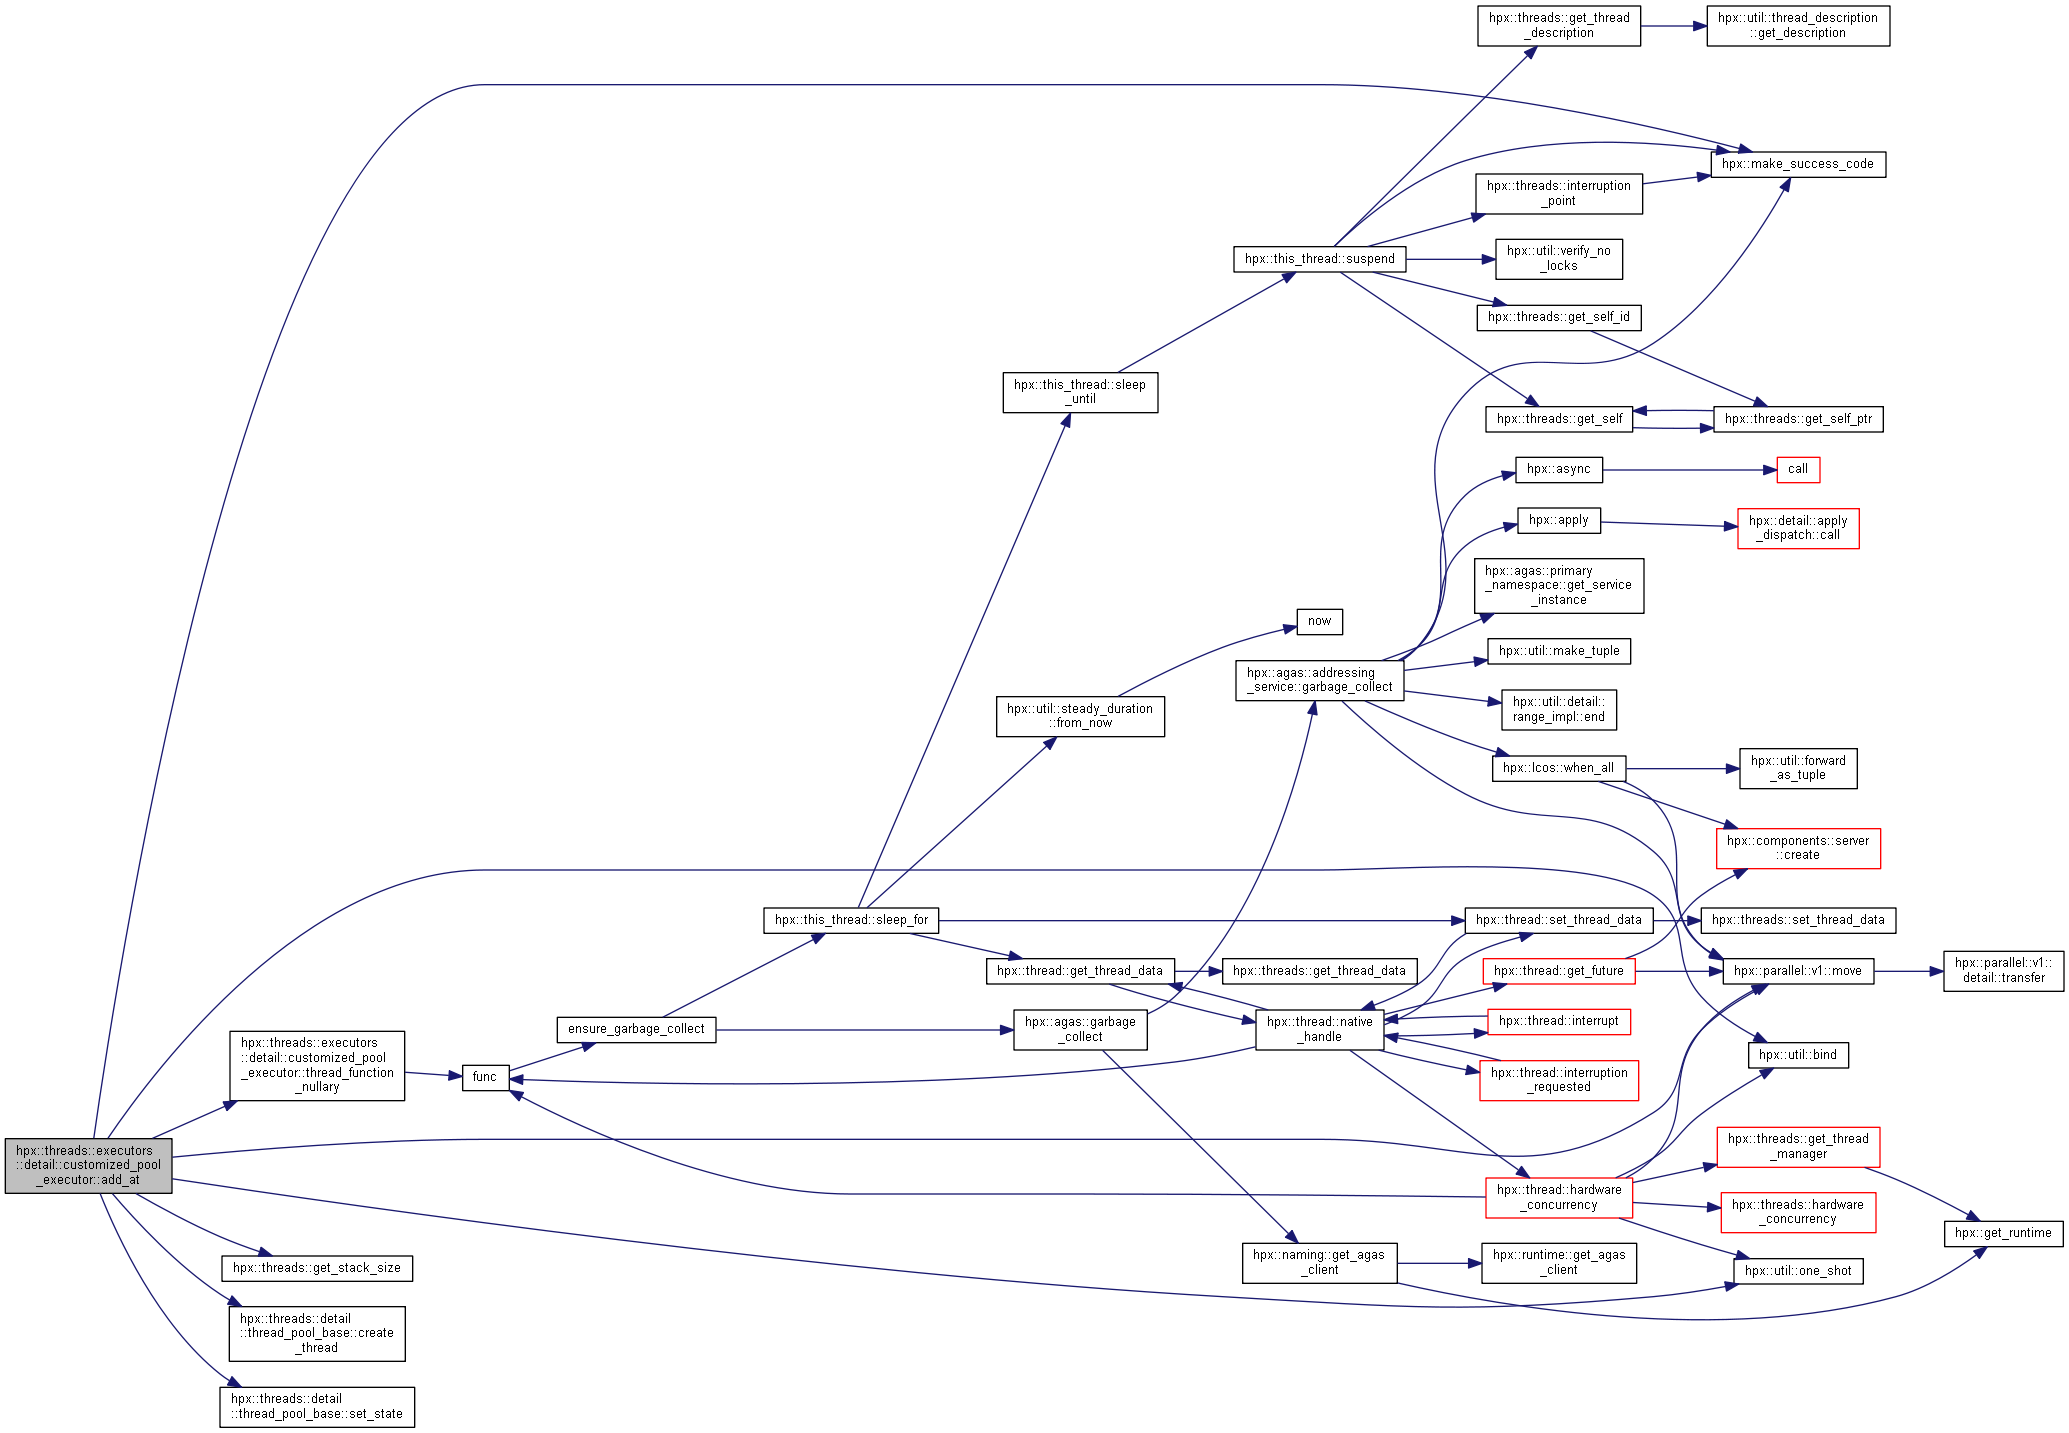 hpx::threads::get_thread
_description
hpx::util::thread_description
::get_description
hpx::make_success_code
hpx::threads::interruption
_point
hpx::this_thread::suspend
hpx::util::verify_no
_locks
hpx::threads::get_self_id
hpx::this_thread::sleep
_until
hpx::threads::get_self
hpx::threads::get_self_ptr
hpx::async
call
hpx::apply
hpx::detail::apply
_dispatch::call
hpx::agas::primary
_namespace::get_service
_instance
now
hpx::util::make_tuple
hpx::agas::addressing
_service::garbage_collect
hpx::util::detail::
range_impl::end
hpx::util::steady_duration
::from_now
hpx::lcos::when_all
hpx::util::forward
_as_tuple
hpx::components::server
::create
hpx::this_thread::sleep_for
hpx::thread::set_thread_data
hpx::threads::set_thread_data
hpx::thread::get_thread_data
hpx::threads::get_thread_data
hpx::thread::get_future
hpx::parallel::v1::move
hpx::parallel::v1::
detail::transfer
ensure_garbage_collect
hpx::agas::garbage
_collect
hpx::thread::native
_handle
hpx::thread::interrupt
hpx::threads::executors
::detail::customized_pool
_executor::thread_function
_nullary
func
hpx::thread::interruption
_requested
hpx::util::bind
hpx::threads::executors
::detail::customized_pool
_executor::add_at
hpx::threads::get_thread
_manager
hpx::thread::hardware
_concurrency
hpx::threads::hardware
_concurrency
hpx::get_runtime
hpx::threads::get_stack_size
hpx::naming::get_agas
_client
hpx::runtime::get_agas
_client
hpx::util::one_shot
hpx::threads::detail
::thread_pool_base::create
_thread
hpx::threads::detail
::thread_pool_base::set_state